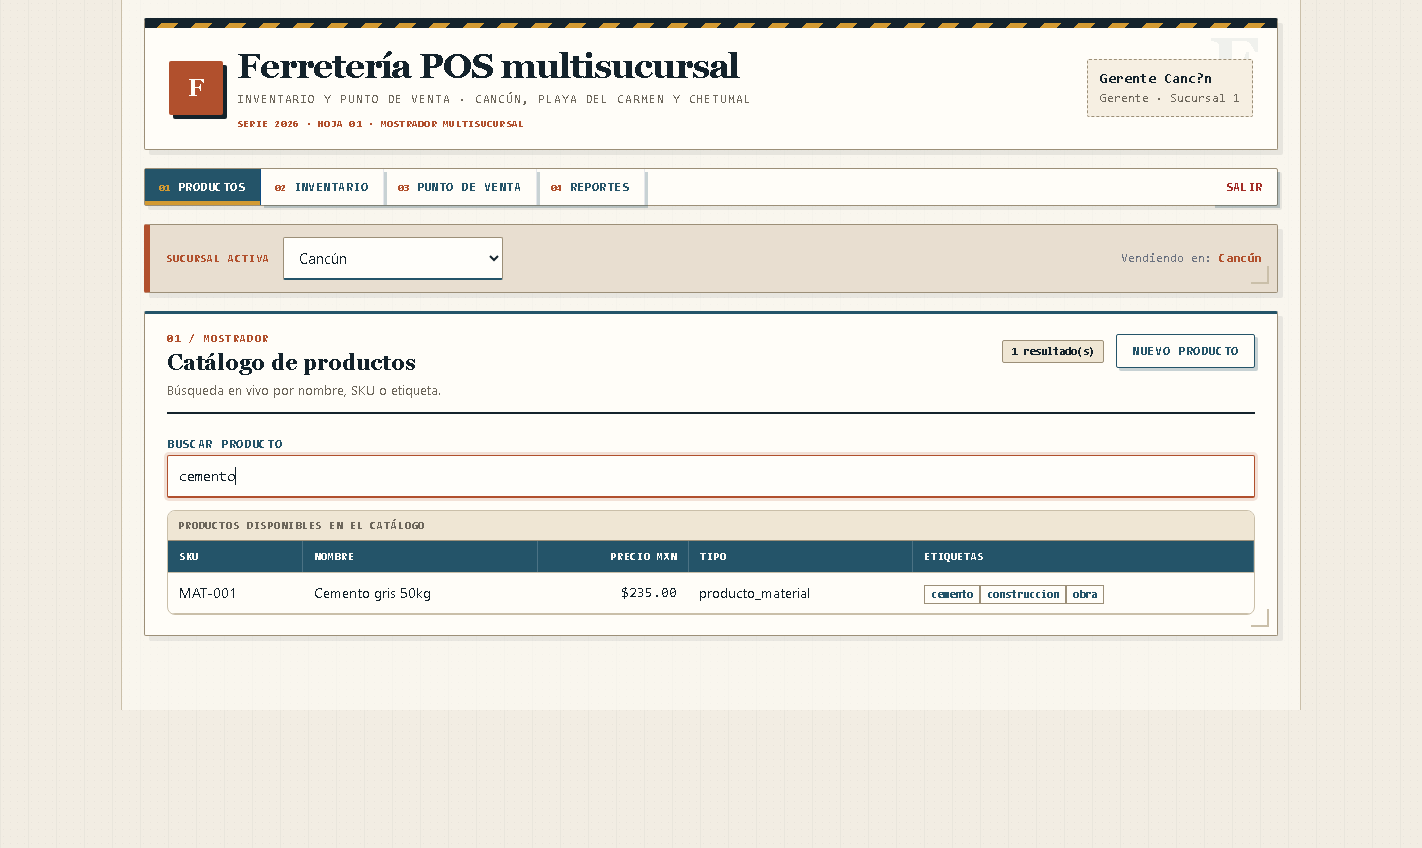 F
Ferretería POS multisucursal
INVENTARIO Y PUNTO DE VENTA · CANCÚN, PLAYA DEL CARMEN Y CHETUMAL
SERIE 2026 · HOJA 01 · MOSTRADOR MULTISUCURSAL
F
Gerente Canc?n
Gerente · Sucursal 1
01 PRODUCTOS 02 INVENTARIO 03 PUNTO DE VENTA 04 REPORTES SALIR
SUCURSAL ACTIVA Cancún Vendiendo en: Cancún
01 / MOSTRADOR
Catálogo de productos
Búsqueda en vivo por nombre, SKU o etiqueta.
1 resultado(s) NUEVO PRODUCTO
BUSCAR PRODUCTO
cemento
PRODUCTOS DISPONIBLES EN EL CATÁLOGO
SKU NOMBRE PRECIO MXN TIPO ETIQUETAS
MAT-001 Cemento gris 50kg $235.00 producto_material cemento construccion obra